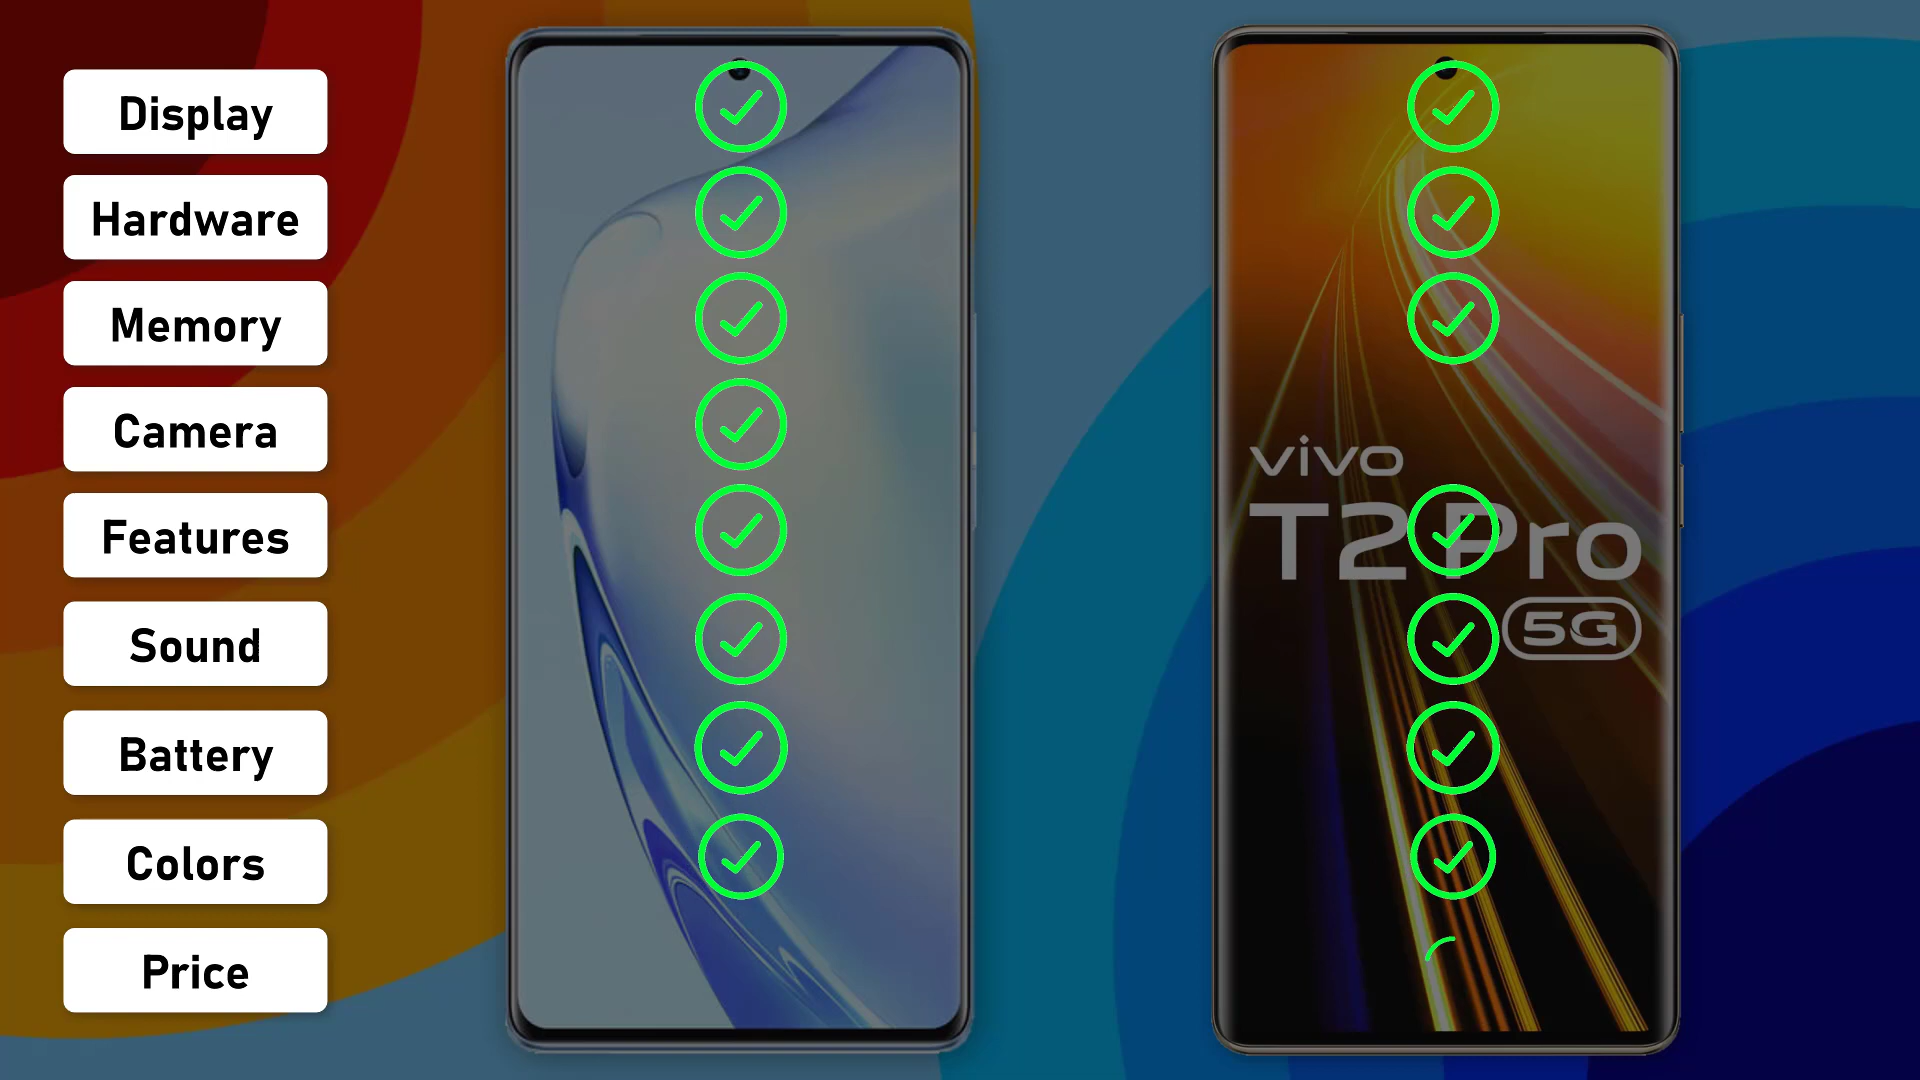 Display
Hardware
Memory
Camera
Features
Sound
Battery
Colors
Price
vivo
T2 Pro
5G